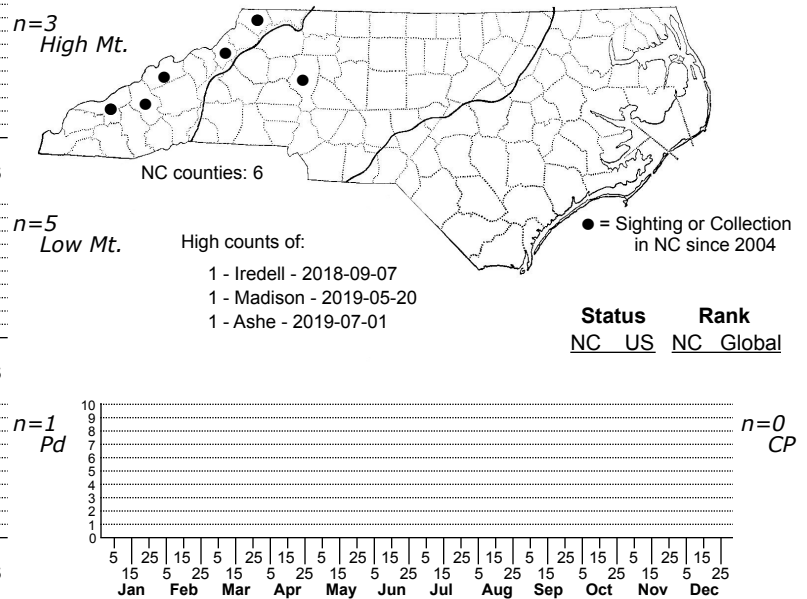 n=3
High Mt.
NC counties: 6
n=5
Low Mt.
High counts of:
1 - Iredell - 2018-09-07
1 - Madison - 2019-05-20
1 - Ashe - 2019-07-01
● = Sighting or Collection
in NC since 2004
Status Rank
NC US NC Global
n=1
Pd
n=0
CP
10
9
8
7
6
5
4
3
2
1
0
5 25 15 5 25 15 5 25 15 5 25 15 5 25 15 5 25 15
15 5 25 15 5 25 15 5 25 15 5 25 15 5 25 15 5 25
Jan Feb Mar Apr May Jun Jul Aug Sep Oct Nov Dec